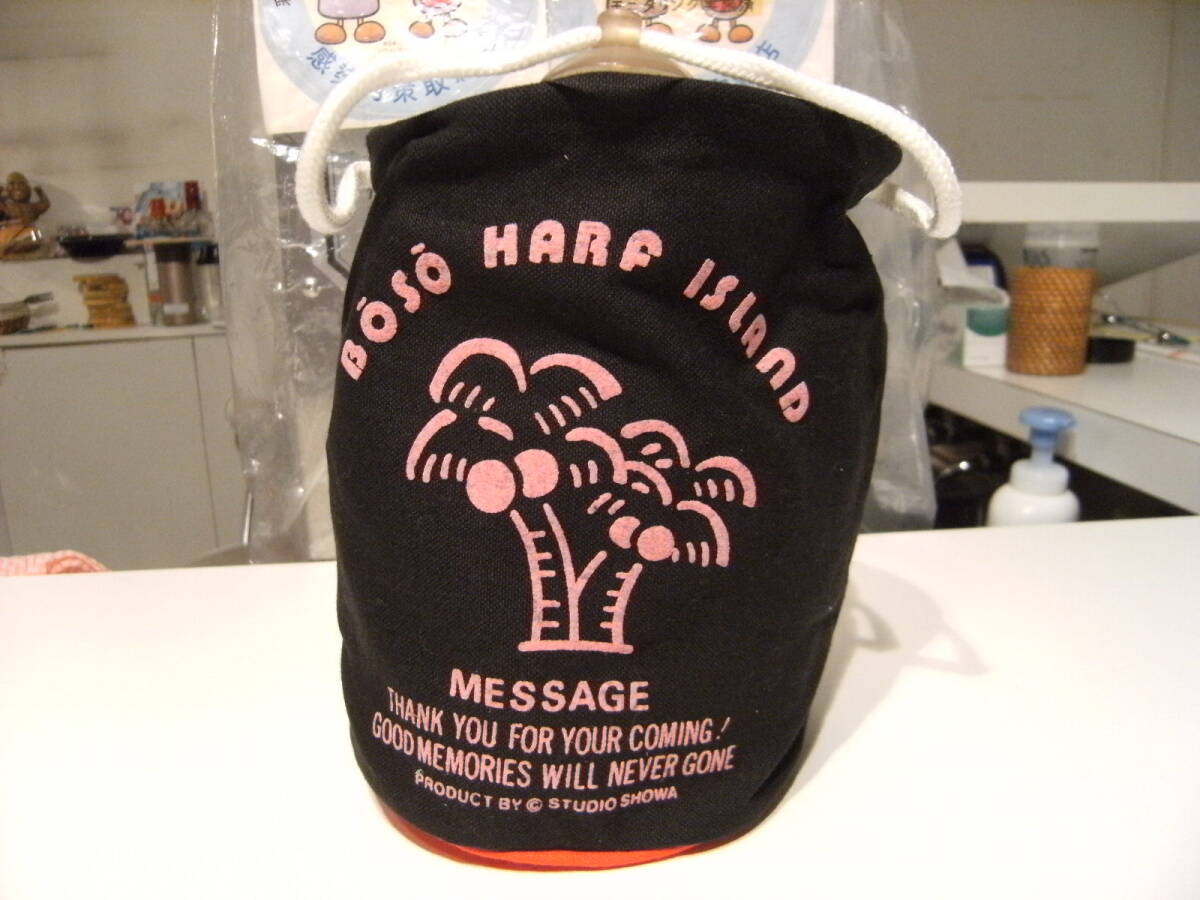 BŌSŌ HARF ISLAND
MESSAGE
THANK YOU FOR YOUR COMING!
GOOD MEMORIES WILL NEVER GONE
PRODUCT BY © STUDIO SHOWA